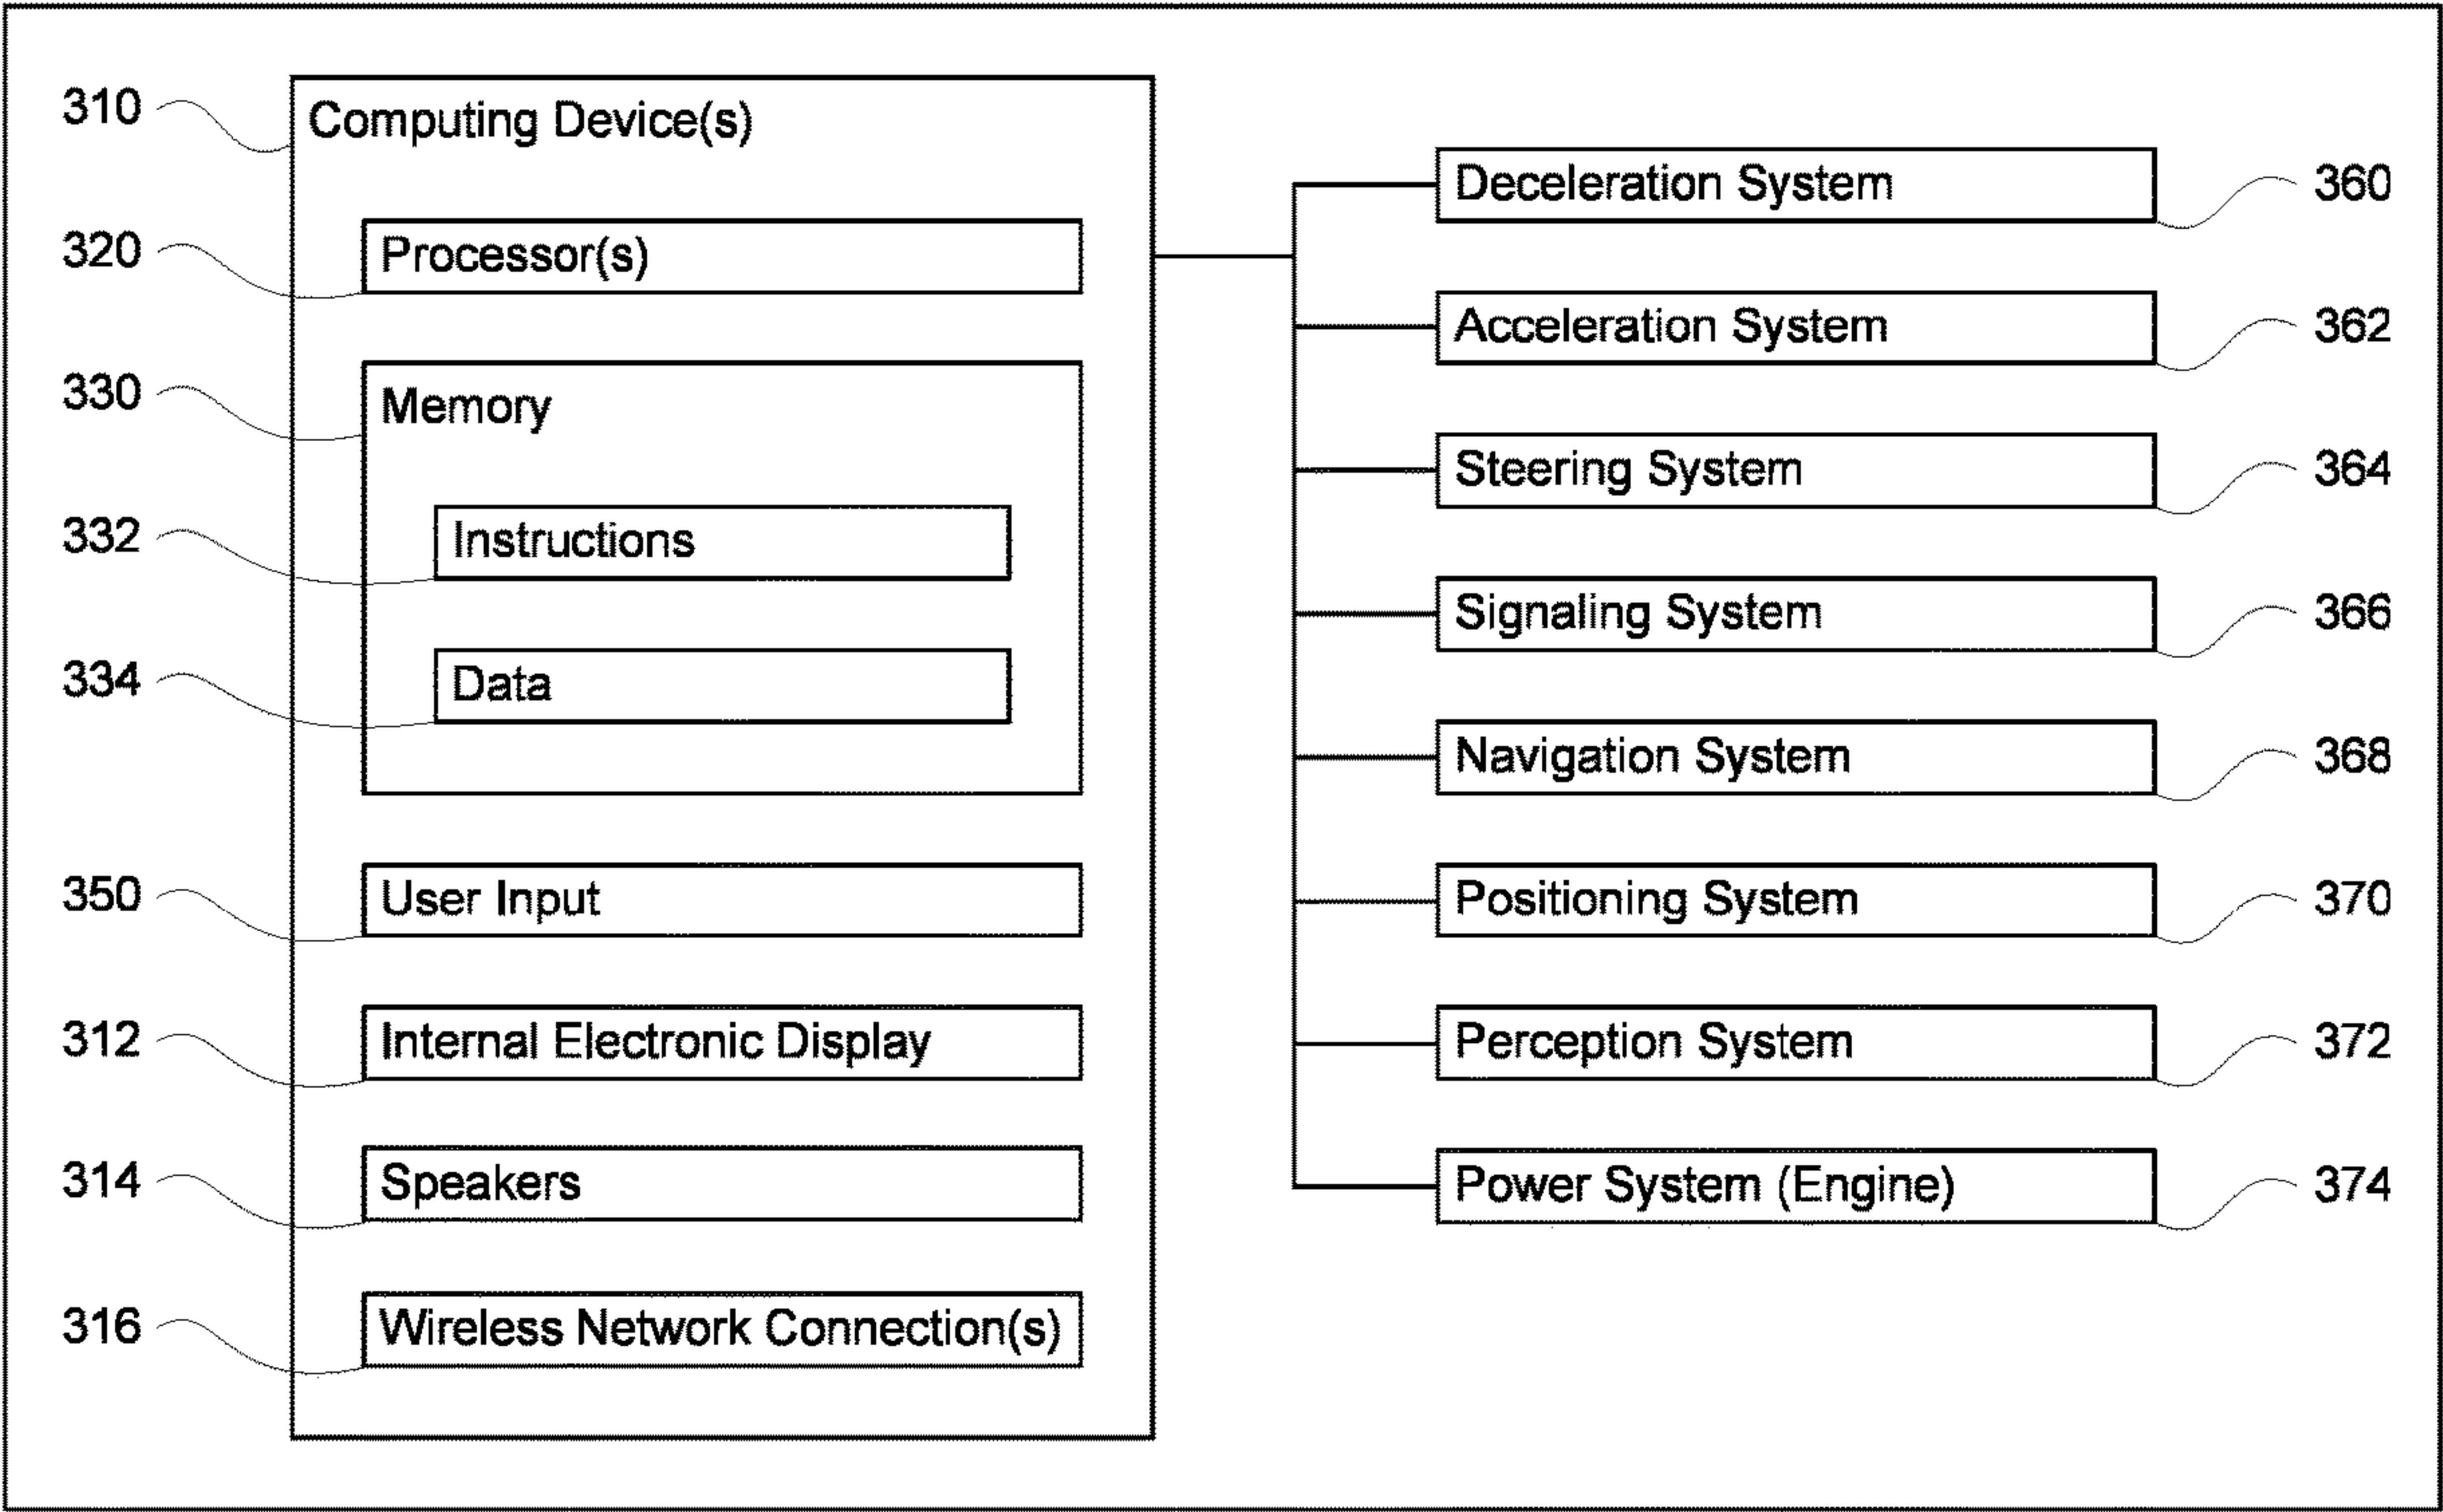 310 Computing Device(s)
320 Processor(s)
330 Memory
332 Instructions
334 Data
350 User Input
312 Internal Electronic Display
314 Speakers
316 Wireless Network Connection(s)
Deceleration System 360
Acceleration System 362
Steering System 364
Signaling System 366
Navigation System 368
Positioning System 370
Perception System 372
Power System (Engine) 374